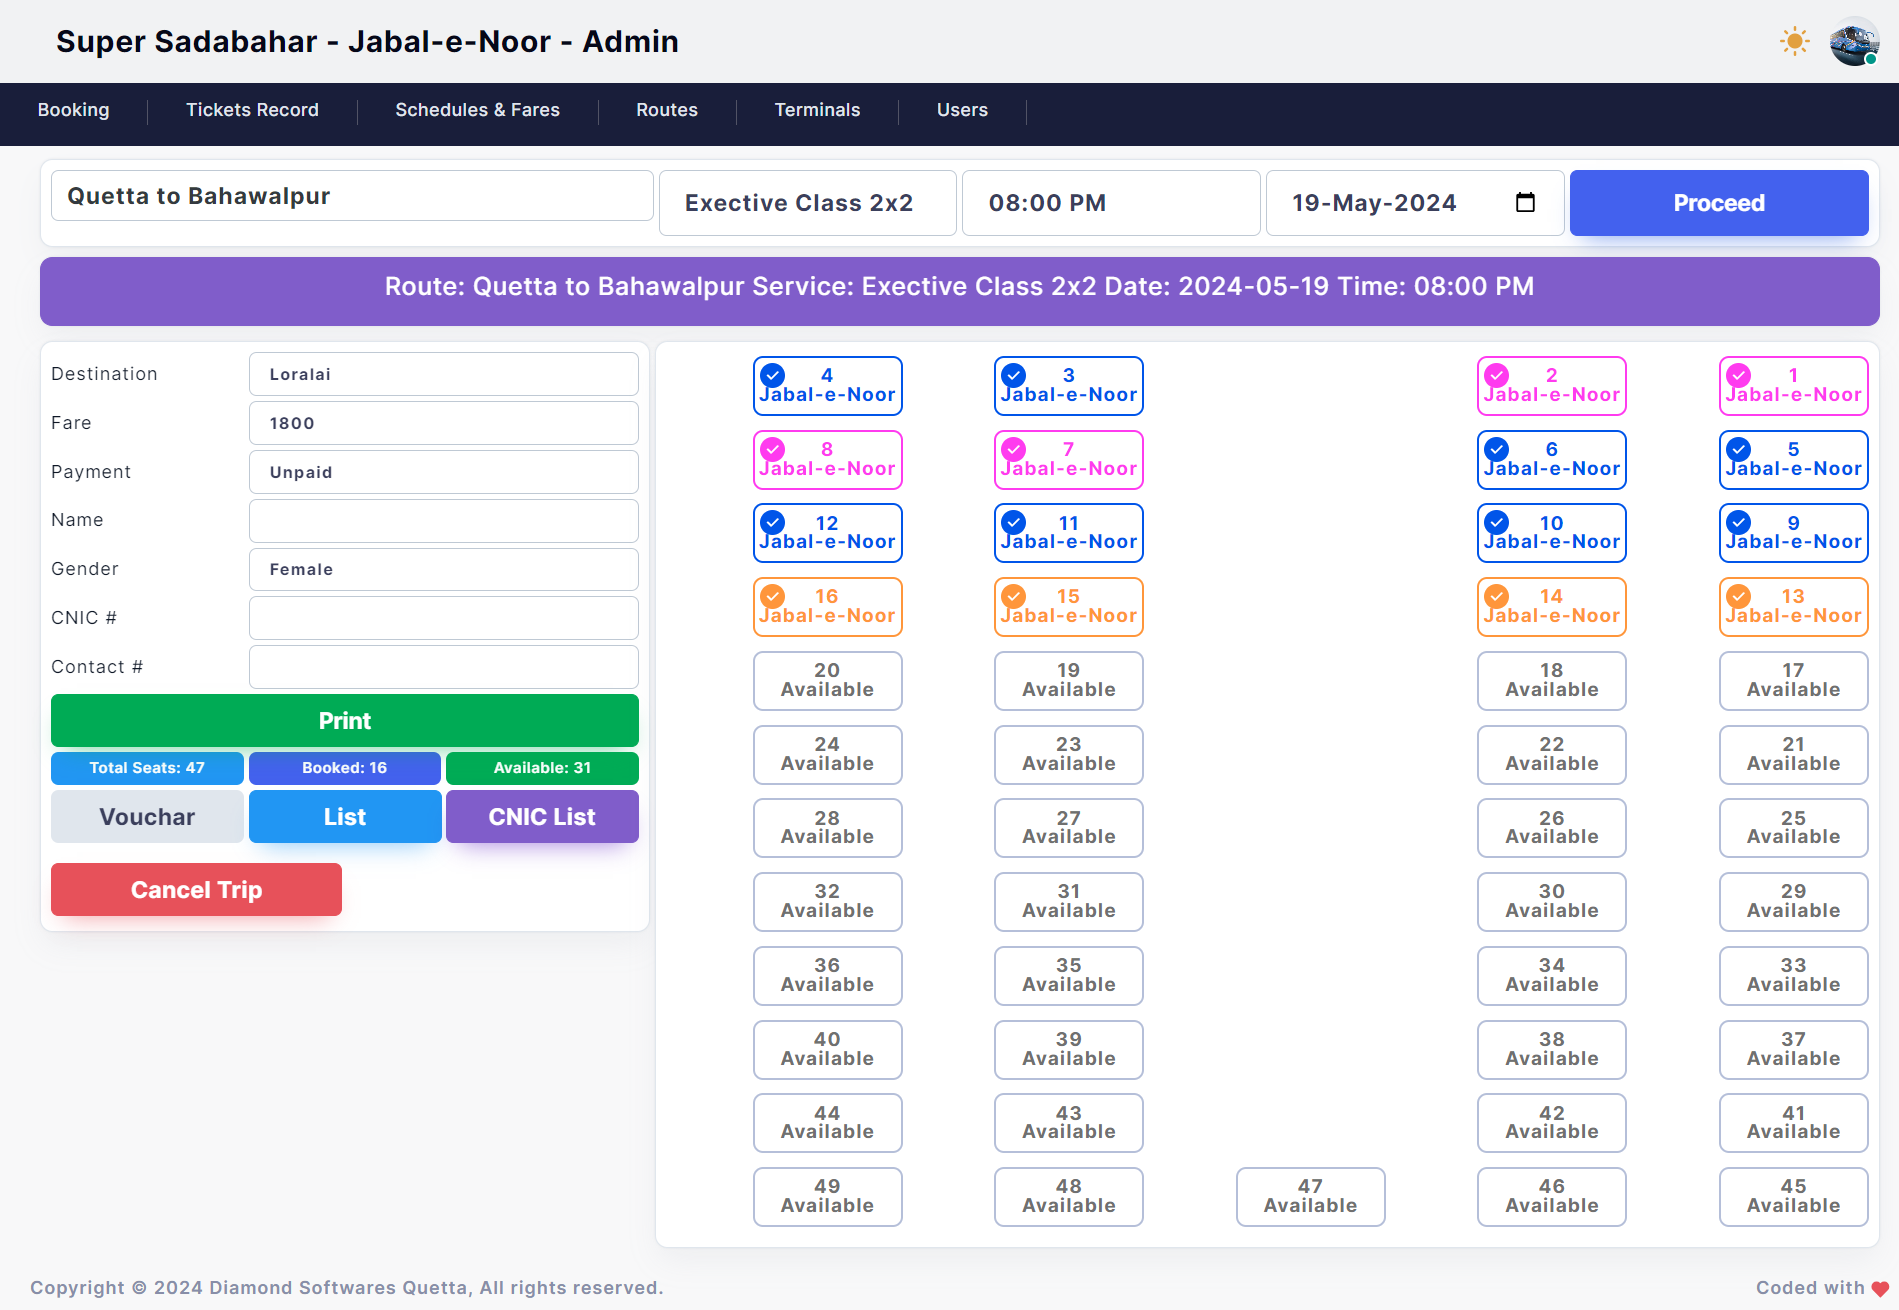 Super Sadabahar - Jabal-e-Noor - Admin
Booking Tickets Record Schedules & Fares Routes Terminals Users
Quetta to Bahawalpur Exective Class 2x2 08:00 PM 19-May-2024 Proceed
Route: Quetta to Bahawalpur Service: Exective Class 2x2 Date: 2024-05-19 Time: 08:00 PM
Destination Loralai
Fare 1800
Payment Unpaid
Name
Gender Female
CNIC #
Contact #
Print
Total Seats: 47 Booked: 16 Available: 31
Vouchar List CNIC List
Cancel Trip
4 3 2 1
Jabal-e-Noor Jabal-e-Noor Jabal-e-Noor Jabal-e-Noor
8 7 6 5
Jabal-e-Noor Jabal-e-Noor Jabal-e-Noor Jabal-e-Noor
12 11 10 9
Jabal-e-Noor Jabal-e-Noor Jabal-e-Noor Jabal-e-Noor
16 15 14 13
Jabal-e-Noor Jabal-e-Noor Jabal-e-Noor Jabal-e-Noor
20 19 18 17
Available Available Available Available
24 23 22 21
Available Available Available Available
28 27 26 25
Available Available Available Available
32 31 30 29
Available Available Available Available
36 35 34 33
Available Available Available Available
40 39 38 37
Available Available Available Available
44 43 42 41
Available Available Available Available
49 48 47 46 45
Available Available Available Available Available
Copyright © 2024 Diamond Softwares Quetta, All rights reserved. Coded with